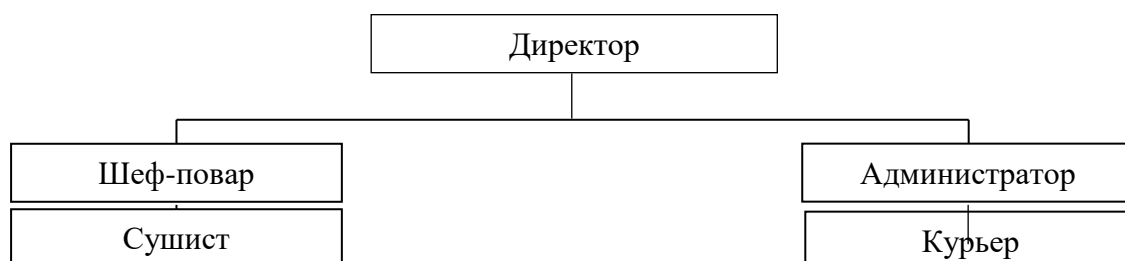 Директор
Шеф-повар
Администратор
Сушист
Курьер